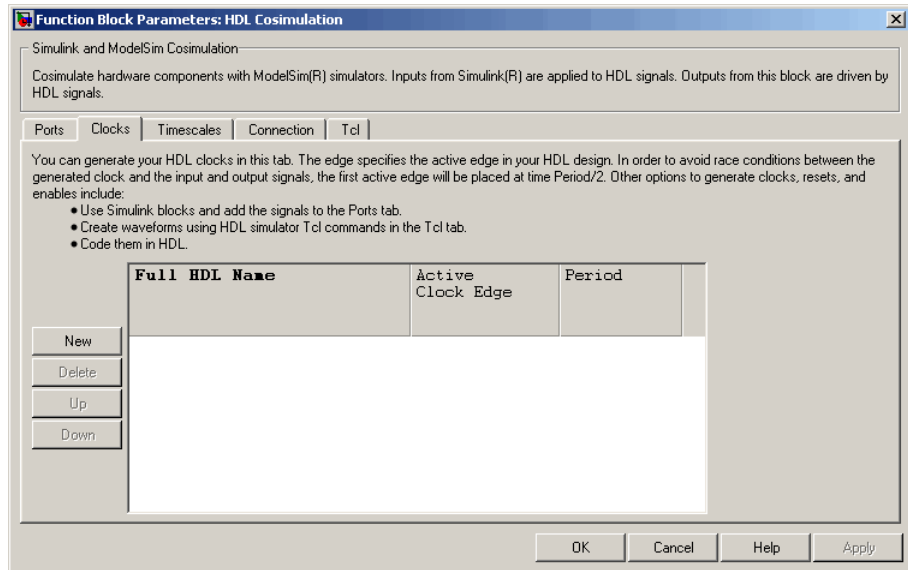 Function Block Parameters: HDL Cosimulation
Simulink and ModelSim Cosimulation
Cosimulate hardware components with ModelSim(R) simulators. Inputs from Simulink(R) are applied to HDL signals. Outputs from this block are driven by
HDL signals.
Ports Clocks Timescales Connection Tcl
You can generate your HDL clocks in this tab. The edge specifies the active edge in your HDL design. In order to avoid race conditions between the
generated clock and the input and output signals, the first active edge will be placed at time Period/2. Other options to generate clocks, resets, and
enables include:
• Use Simulink blocks and add the signals to the Ports tab.
• Create waveforms using HDL simulator Tcl commands in the Tcl tab.
• Code them in HDL.
Full HDL Name Active Period
Clock Edge
New
Delete
Up
Down
OK Cancel Help Apply